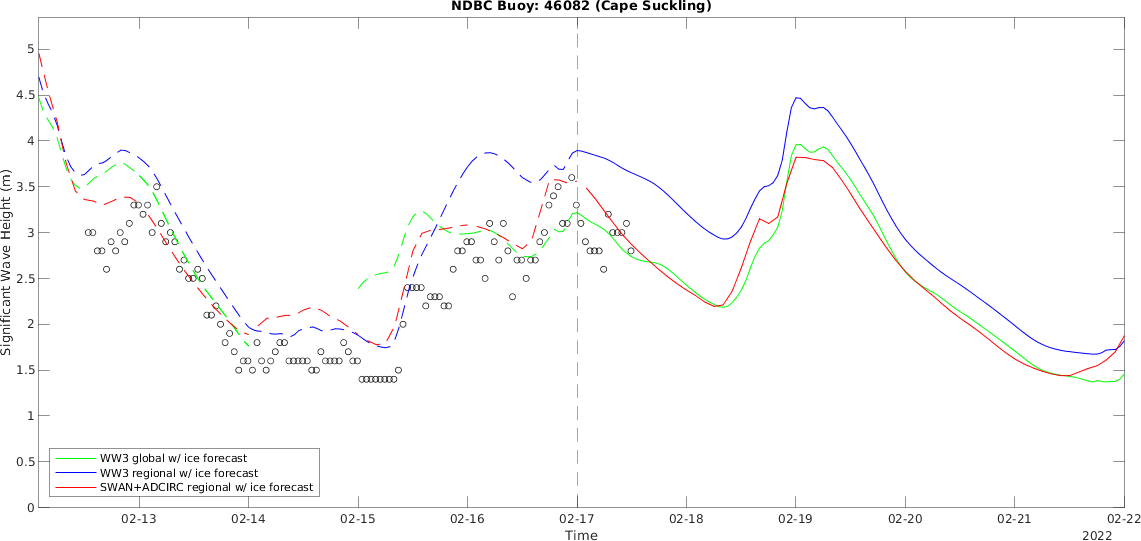 NDBC Buoy: 46082 (Cape Suckling)
Significant Wave Height (m)
5
4.5
4
3.5
3
2.5
2
1.5
1
0.5
0
WW3 global w/ ice forecast
WW3 regional w/ ice forecast
SWAN+ADCIRC regional w/ ice forecast
02-13 02-14 02-15 02-16 02-17 02-18 02-19 02-20 02-21 02-22
Time
2022